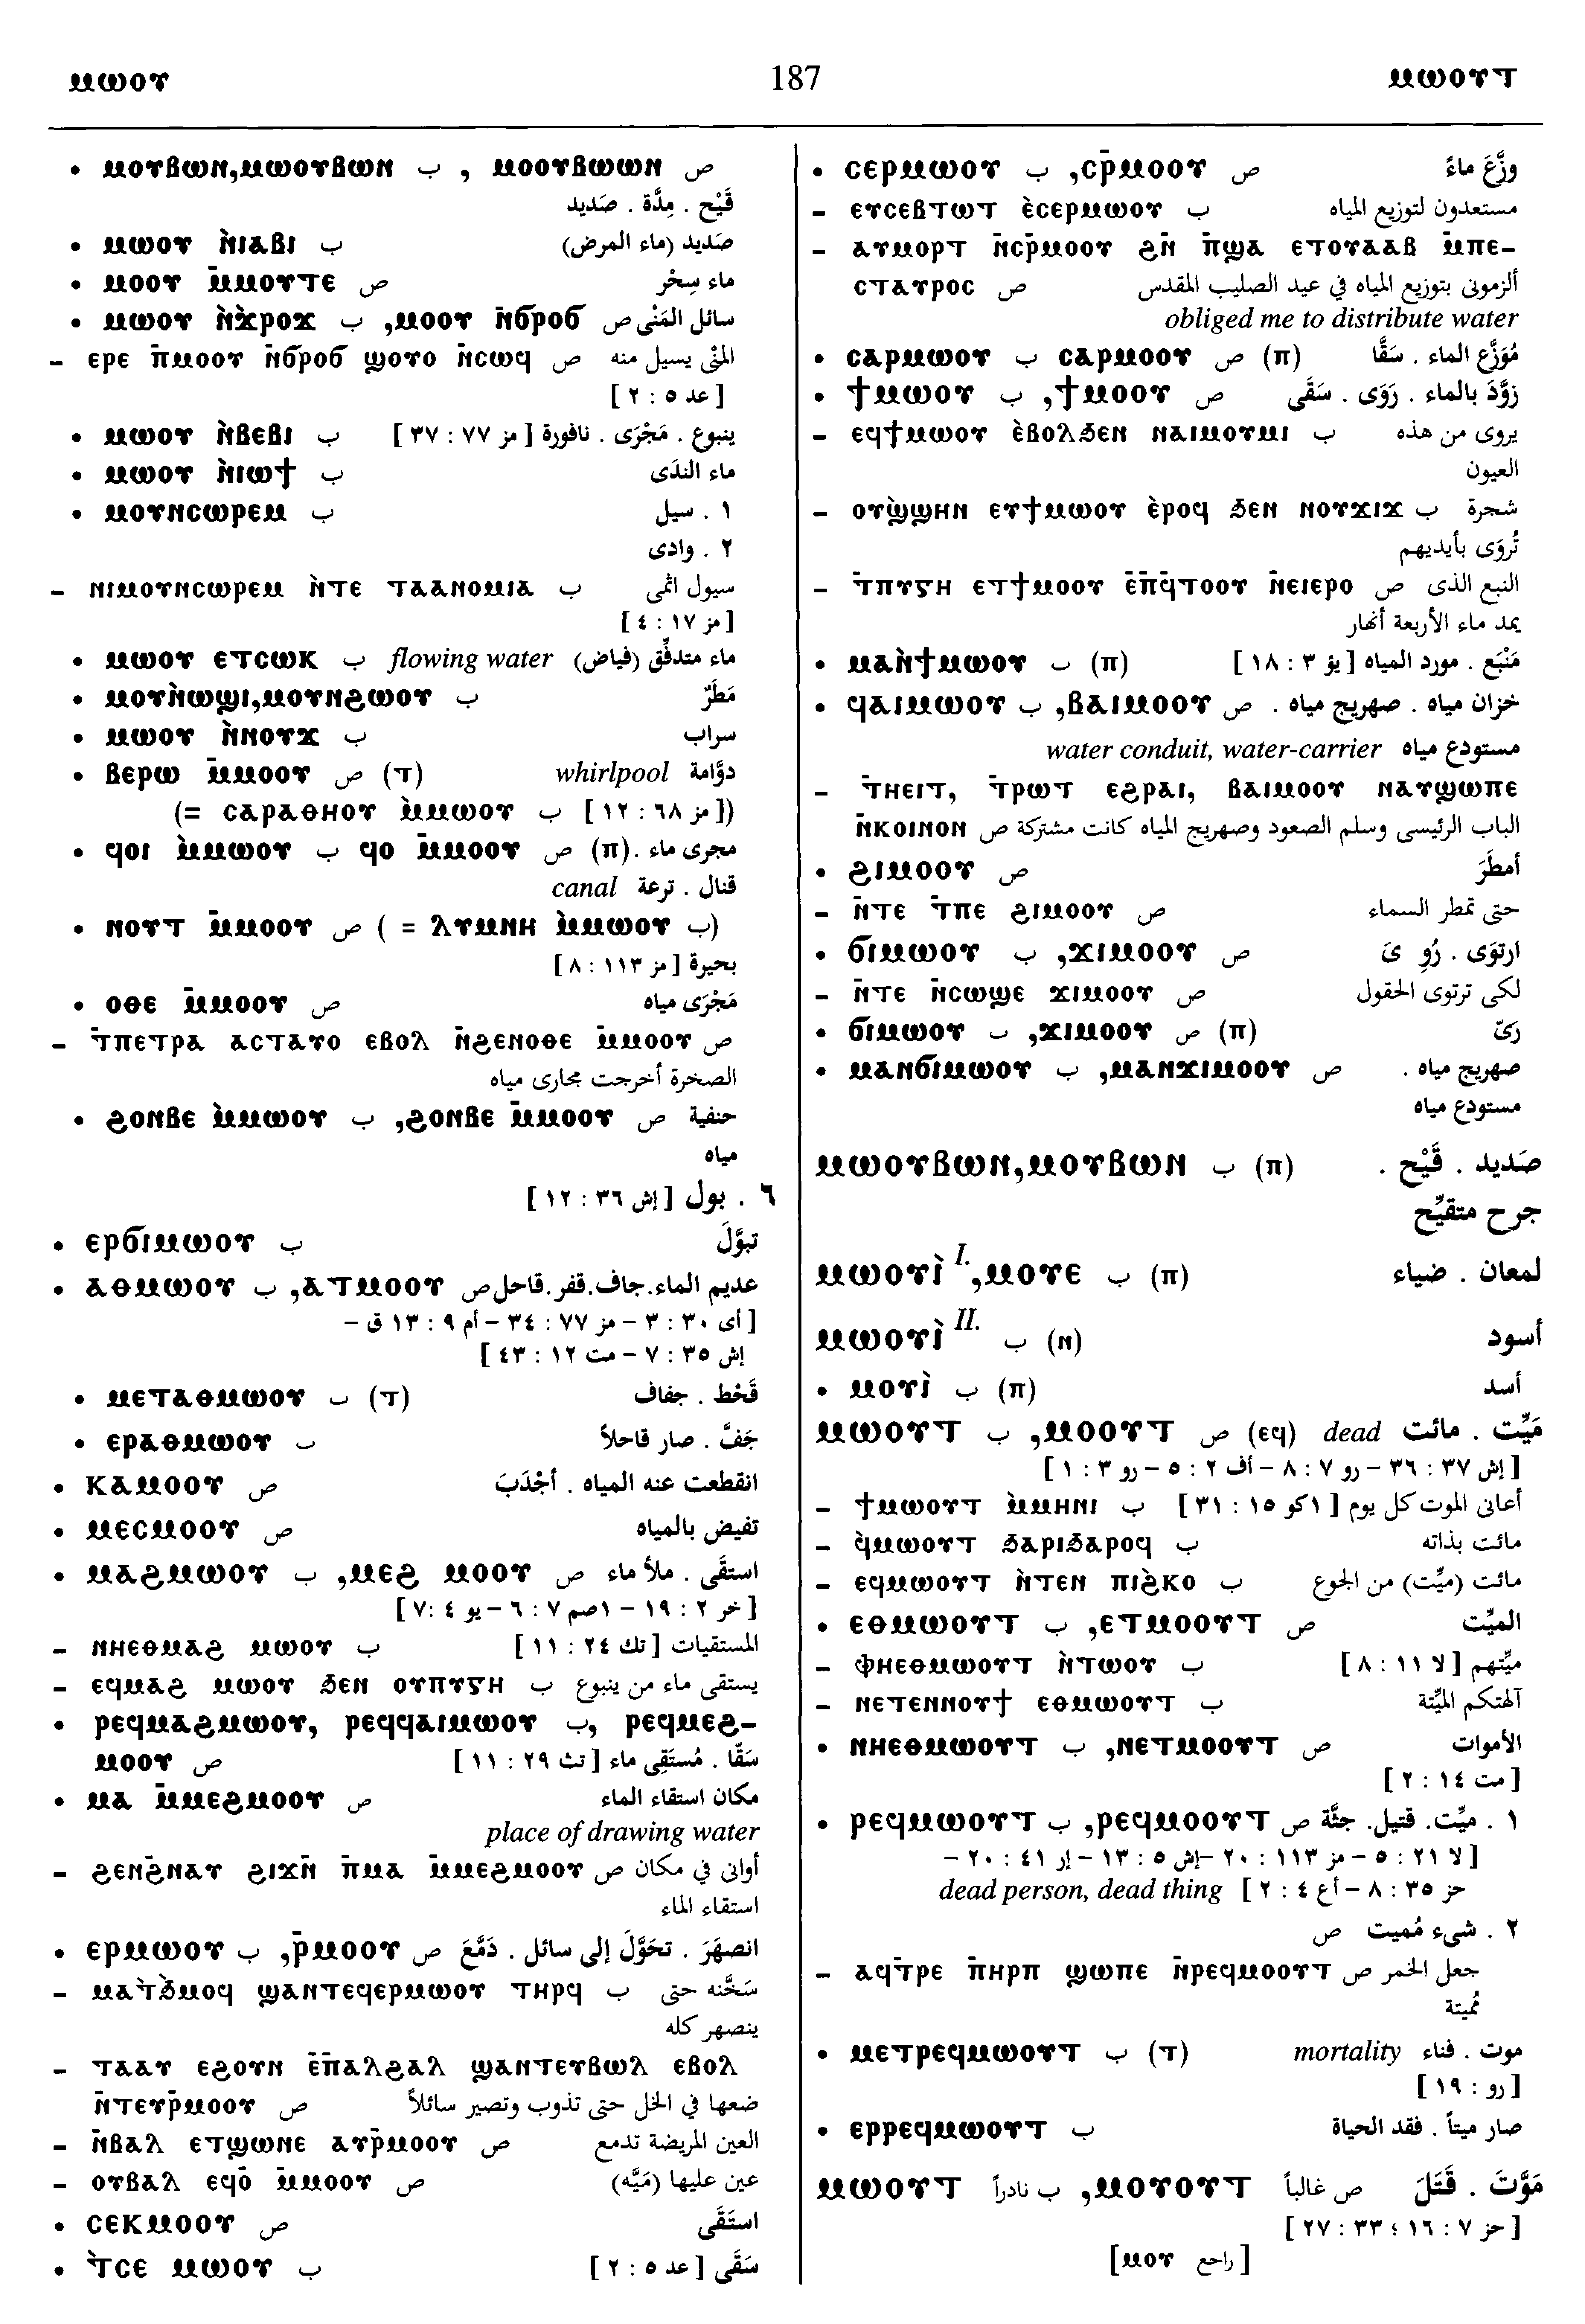 ⲙⲱⲟⲩ 187 ⲙⲱⲟⲩⲧ
• ⲙⲟⲩⲃⲱⲛ,ⲙⲱⲟⲩⲃⲱⲛ ب , ⲙⲟⲟⲩⲃⲱⲱⲛ ص
قَيْح . مِدَّة . صَديد
• ⲙⲱⲟⲩ ⲛ̀ⲓⲁⲃⲓ ب صَديد (ماء المرض)
• ⲙⲟⲟⲩ ⲙ̄ⲙⲟⲩⲧⲉ ص ماء سِحْر
• ⲙⲱⲟⲩ ⲛ̀ϫⲣⲟϫ ب ,ⲙⲟⲟⲩ ⲛ̄ϭⲣⲟϭ ص سائل المَنْى
– ⲉⲣⲉ ⲡ̄ⲙⲟⲟⲩ ⲛ̄ϭⲣⲟϭ ϣⲟⲩⲟ ⲛ̄ⲥⲱϥ ص المْنى يسيل منه
[ عد ٥ : ٢ ]
• ⲙⲱⲟⲩ ⲛ̀ⲃⲉⲃⲓ ب ينبوع . مَجْرَى . نافورة [ مز ٧٧ : ٣٧ ]
• ⲙⲱⲟⲩ ⲛ̀ⲓⲱϯ ب ماء الندَى
• ⲙⲟⲩⲛⲥⲱⲣⲉⲙ ب ١ . سيل
٢ . وادى
– ⲛⲓⲙⲟⲩⲛⲥⲱⲣⲉⲙ ⲛ̀ⲧⲉ ⲧⲁⲁⲛⲟⲙⲓⲁ ب سيول اثمى
[ مز ١٧ : ٤ ]
• ⲙⲱⲟⲩ ⲉⲧⲥⲱⲕ ب flowing water ماء متدفِّق (فياض)
• ⲙⲟⲩⲛ̀ⲱϣⲓ,ⲙⲟⲩⲛϩⲱⲟⲩ ب مَطَرٌ
• ⲙⲱⲟⲩ ⲛ̀ⲛⲟⲩϫ ب سراب
• ⲃⲉⲣⲱ ⲙ̄ⲙⲟⲟⲩ ص (ⲧ) whirlpool دوَّامة
(= ⲥⲁⲣⲁⲑⲏⲟⲩ ⲙ̀ⲙⲱⲟⲩ ب [ مز ٦٨ : ١٢ ])
• ϥⲟⲓ ⲙ̀ⲙⲱⲟⲩ ب ϥⲟ ⲙ̄ⲙⲟⲟⲩ ص (ⲡ) مجرى ماء .
canal قنال . ترعة
• ⲛⲟⲩⲧ ⲙ̄ⲙⲟⲟⲩ ص ( = ⲗⲩⲙⲛⲏ ⲙ̀ⲙⲱⲟⲩ ب)
بحيرة [ مز ١١٣ : ٨ ]
• ⲟⲑⲉ ⲙ̄ⲙⲟⲟⲩ ص مَجْرَى مياه
– ⲧ̄ⲡⲉⲧⲣⲁ ⲁⲥⲧⲁⲩⲟ ⲉⲃⲟⲗ ⲛ̄ϩⲉⲛⲟⲑⲉ ⲙ̄ⲙⲟⲟⲩ ص
الصخرة أخرجت مجارى مياه
• ϩⲟⲛⲃⲉ ⲙ̀ⲙⲱⲟⲩ ب ,ϩⲟⲛⲃⲉ ⲙ̄ⲙⲟⲟⲩ ص حنفية
مياه
٦ . بول [ إش ٣٦ : ١٢ ]
• ⲉⲣϭⲓⲙⲱⲟⲩ ب تبوَّلَ
• ⲁⲑⲙⲱⲟⲩ ب ,ⲁⲧⲙⲟⲟⲩ ص عديم الماء.جاف.قفر.قاحل
[ أى ٣٠ : ٣ – مز ٧٧ : ٣٤ – أم ٩ : ١٣ ق –
إش ٣٥ : ٧ – مت ١٢ : ٤٣ ]
• ⲙⲉⲧⲁⲑⲙⲱⲟⲩ ب (ⲧ) قَحْط . جفاف
• ⲉⲣⲁⲑⲙⲱⲟⲩ ب جَفَّ . صار قاحلاً
• ⲕⲁⲙⲟⲟⲩ ص انقطعت عنه المياه . أجْدَبَ
• ⲙⲉⲥⲙⲟⲟⲩ ص تفيض بالمياه
• ⲙⲁϩⲙⲱⲟⲩ ب ,ⲙⲉϩ ⲙⲟⲟⲩ ص استقَى . ملأ ماء
[ خر ٢ : ١٩ – ١صم ٧ : ٦ – يو ٤ :٧ ]
– ⲛⲏⲉⲑⲙⲁϩ ⲙⲱⲟⲩ ب المستقيات [ تك ٢٤ : ١١ ]
– ⲉϥⲙⲁϩ ⲙⲱⲟⲩ ϧⲉⲛ ⲟⲩⲡⲩⲅⲏ ب يستقى ماء من ينبوع
• ⲣⲉϥⲙⲁϩⲙⲱⲟⲩ, ⲣⲉϥϥⲁⲓⲙⲱⲟⲩ ب, ⲣⲉϥⲙⲉϩ-
ⲙⲟⲟⲩ ص سَقّا . مُستَقِى ماء [ تث ٢٩ : ١١ ]
• ⲙⲁ ⲙ̄ⲙⲉϩⲙⲟⲟⲩ ص مكان استقاء الماء
place of drawing water
– ϩⲉⲛϩ̄ⲛⲁⲩ ϩⲓϫⲛ̄ ⲡ̄ⲙⲁ ⲙ̄ⲙⲉϩⲙⲟⲟⲩ ص أوانى في مكان
استقاء الماء
• ⲉⲣⲙⲱⲟⲩ ب ,ⲣ̄ⲙⲟⲟⲩ ص انصهَرَ . تحَوَّلَ إلى سائل . دَمَّعَ
– ⲙⲁⲧ̀ϧⲙⲟϥ ϣⲁⲛⲧⲉϥⲉⲣⲙⲱⲟⲩ ⲧⲏⲣϥ ب سَخَّنه حتى
ينصهر كله
– ⲧⲁⲁⲩ ⲉϩⲟⲩⲛ ⲉ̄ⲡⲁⲗϩⲁⲗ ϣⲁⲛⲧⲉⲩⲃⲱⲗ ⲉⲃⲟⲗ
ⲛ̄ⲧⲉⲩⲣ̄ⲙⲟⲟⲩ ص ضعها في الخل حتى تذوب وتصير سائلاً
– ⲛ̄ⲃⲁⲗ ⲉⲧϣⲱⲛⲉ ⲁⲩⲣ̄ⲙⲟⲟⲩ ص العين المريضة تدمع
– ⲟⲩⲃⲁⲗ ⲉϥⲟ̄ ⲙ̄ⲙⲟⲟⲩ ص عين عليها (مَيَّه)
• ⲥⲉⲕⲙⲟⲟⲩ ص استَقَى
• ⲧ̀ⲥⲉ ⲙⲱⲟⲩ ب سَقَى [ عد ٥ : ٢ ]
• ⲥⲉⲣⲙⲱⲟⲩ ب ,ⲥⲣ̄ⲙⲟⲟⲩ ص وزَّعَ ماءً
– ⲉⲩⲥⲉⲃⲧⲱⲧ ⲉ̀ⲥⲉⲣⲙⲱⲟⲩ ب مستعدون لتوزيع المياه
– ⲁⲩⲙⲟⲣⲧ ⲛ̄ⲥⲣ̄ⲙⲟⲟⲩ ϩⲛ̄ ⲡ̄ϣⲁ ⲉⲧⲟⲩⲁⲁⲃ ⲙ̄ⲡⲉ-
ⲥⲧⲁⲩⲣⲟⲥ ص ألزمونى بتوزيع المياه في عيد الصليب المقدس
obliged me to distribute water
• ⲥⲁⲣⲙⲱⲟⲩ ب ⲥⲁⲣⲙⲟⲟⲩ ص (ⲡ) مُوَزَّع الماء . سَقَّا
• ϯⲙⲱⲟⲩ ب ,ϯⲙⲟⲟⲩ ص زوَّدَ بالماء . رَوَى . سَقَى
– ⲉϥϯⲙⲱⲟⲩ ⲉ̀ⲃⲟⲗϧⲉⲛ ⲛⲁⲓⲙⲟⲩⲙⲓ ب يروى من هذه
العيون
– ⲟⲩϣ̀ϣⲏⲛ ⲉⲩϯⲙⲱⲟⲩ ⲉ̀ⲣⲟϥ ϧⲉⲛ ⲛⲟⲩϫⲓϫ ب شجرة
تُروَى بأيديهم
– ⲧ̄ⲡⲩⲅⲏ ⲉⲧϯⲙⲟⲟⲩ ⲉ̄ⲡ̄ϥ̄ⲧⲟⲟⲩ ⲛ̄ⲉⲓⲉⲣⲟ ص النبع الذى
يمد ماء الأربعة أنهار
• ⲙⲁⲛ̀ϯⲙⲱⲟⲩ ب (ⲡ) مَنْبَع . مورد المياه [ يؤ ٣ : ١٨ ]
• ϥⲁⲓⲙⲱⲟⲩ ب ,ⲃⲁⲓⲙⲟⲟⲩ ص خزان مياه . صهريج مياه .
water conduit, water-carrier مستودع مياه
– ⲧ̄ⲏⲉⲓⲧ, ⲧ̄ⲣⲱⲧ ⲉϩⲣⲁⲓ, ⲃⲁⲓⲙⲟⲟⲩ ⲛⲁⲩϣⲱⲡⲉ
ⲛ̄ⲕⲟⲓⲛⲟⲛ ص الباب الرئيسى وسلم الصعود وصهريج المياه كانت مشتركة
• ϩⲓⲙⲟⲟⲩ ص أمطَرَ
– ⲛ̄ⲧⲉ ⲧ̄ⲡⲉ ϩⲓⲙⲟⲟⲩ ص حتى تمطر السماء
• ϭⲓⲙⲱⲟⲩ ب ,ϫⲓⲙⲟⲟⲩ ص ارتوَى . رُوِ ىَ
– ⲛ̄ⲧⲉ ⲛ̄ⲥⲱϣⲉ ϫⲓⲙⲟⲟⲩ ص لكى ترتوى الحقول
• ϭⲓⲙⲱⲟⲩ ب ,ϫⲓⲙⲟⲟⲩ ص (ⲡ) رَىّ
• ⲙⲁⲛϭⲓⲙⲱⲟⲩ ب ,ⲙⲁⲛϫⲓⲙⲟⲟⲩ ص صهريج مياه .
مستودع مياه
ⲙⲱⲟⲩⲃⲱⲛ,ⲙⲟⲩⲃⲱⲛ ب (ⲡ) صَديد . قَيْح .
جرح متقيِّح
ⲙⲱⲟⲩⲓ̀ I.,ⲙⲟⲩⲉ ب (ⲡ) لمعان . ضياء
ⲙⲱⲟⲩⲓ̀ II. ب (ⲛ) أسود
• ⲙⲟⲩⲓ̀ ب (ⲡ) أسد
ⲙⲱⲟⲩⲧ ب ,ⲙⲟⲟⲩⲧ ص (ⲉϥ) dead مَيِّت . مائت
[ إش ٣٧ : ٣٦ – رو ٧ : ٨ – أف ٢ : ٥ – رو ٣ : ١ ]
– ϯⲙⲱⲟⲩⲧ ⲙ̀ⲙⲏⲛⲓ ب أعانى الموت كل يوم [ ١كو ١٥ : ٣١ ]
– ϥ̀ⲙⲱⲟⲩⲧ ϧⲁⲣⲓϧⲁⲣⲟϥ ب مائت بذاته
– ⲉϥⲙⲱⲟⲩⲧ ⲛ̀ⲧⲉⲛ ⲡⲓϩ̀ⲕⲟ ب مائت (ميِّت) من الجوع
• ⲉⲑⲙⲱⲟⲩⲧ ب ,ⲉⲧⲙⲟⲟⲩⲧ ص الميِّت
– ⲫⲏⲉⲑⲙⲱⲟⲩⲧ ⲛ̀ⲧⲱⲟⲩ ب ميِّتهم [ لا ١١ : ٨ ]
– ⲛⲉⲧⲉⲛⲛⲟⲩϯ ⲉⲑⲙⲱⲟⲩⲧ ب آلهتكم الميِّتة
• ⲛⲏⲉⲑⲙⲱⲟⲩⲧ ب ,ⲛⲉⲧⲙⲟⲟⲩⲧ ص الأموات
[ مت ١٤ : ٢ ]
• ⲣⲉϥⲙⲱⲟⲩⲧ ب ,ⲣⲉϥⲙⲟⲟⲩⲧ ص ١ . ميِّت. قتيل. جثَّة
[ لا ٢١ : ٥ – مز ١١٣ : ٢٠ –إش ٥ : ١٣ – إر ٤١ : ٢٠ –
حز ٣٥ : ٨ – أع ٤ : ٢ ] dead person, dead thing
٢ . شىء مُميت ص
– ⲁϥⲧ̄ⲣⲉ ⲡ̄ⲏⲣⲡ ϣⲱⲡⲉ ⲛ̄ⲣⲉϥⲙⲟⲟⲩⲧ ص جعل الخمر
مُميتة
• ⲙⲉⲧⲣⲉϥⲙⲱⲟⲩⲧ ب (ⲧ) mortality موت . فناء
[ رو : ١٩ ]
• ⲉⲣⲣⲉϥⲙⲱⲟⲩⲧ ب صار ميتاً . فقد الحياة
ⲙⲱⲟⲩⲧ ب نادراً ,ⲙⲟⲩⲟⲩⲧ ص غالباً مَوَّتَ . قَتَلَ
[ حز ٧ : ١٦ ؛ ٣٣ : ٢٧ ]
[ راجع ⲙⲟⲩ]